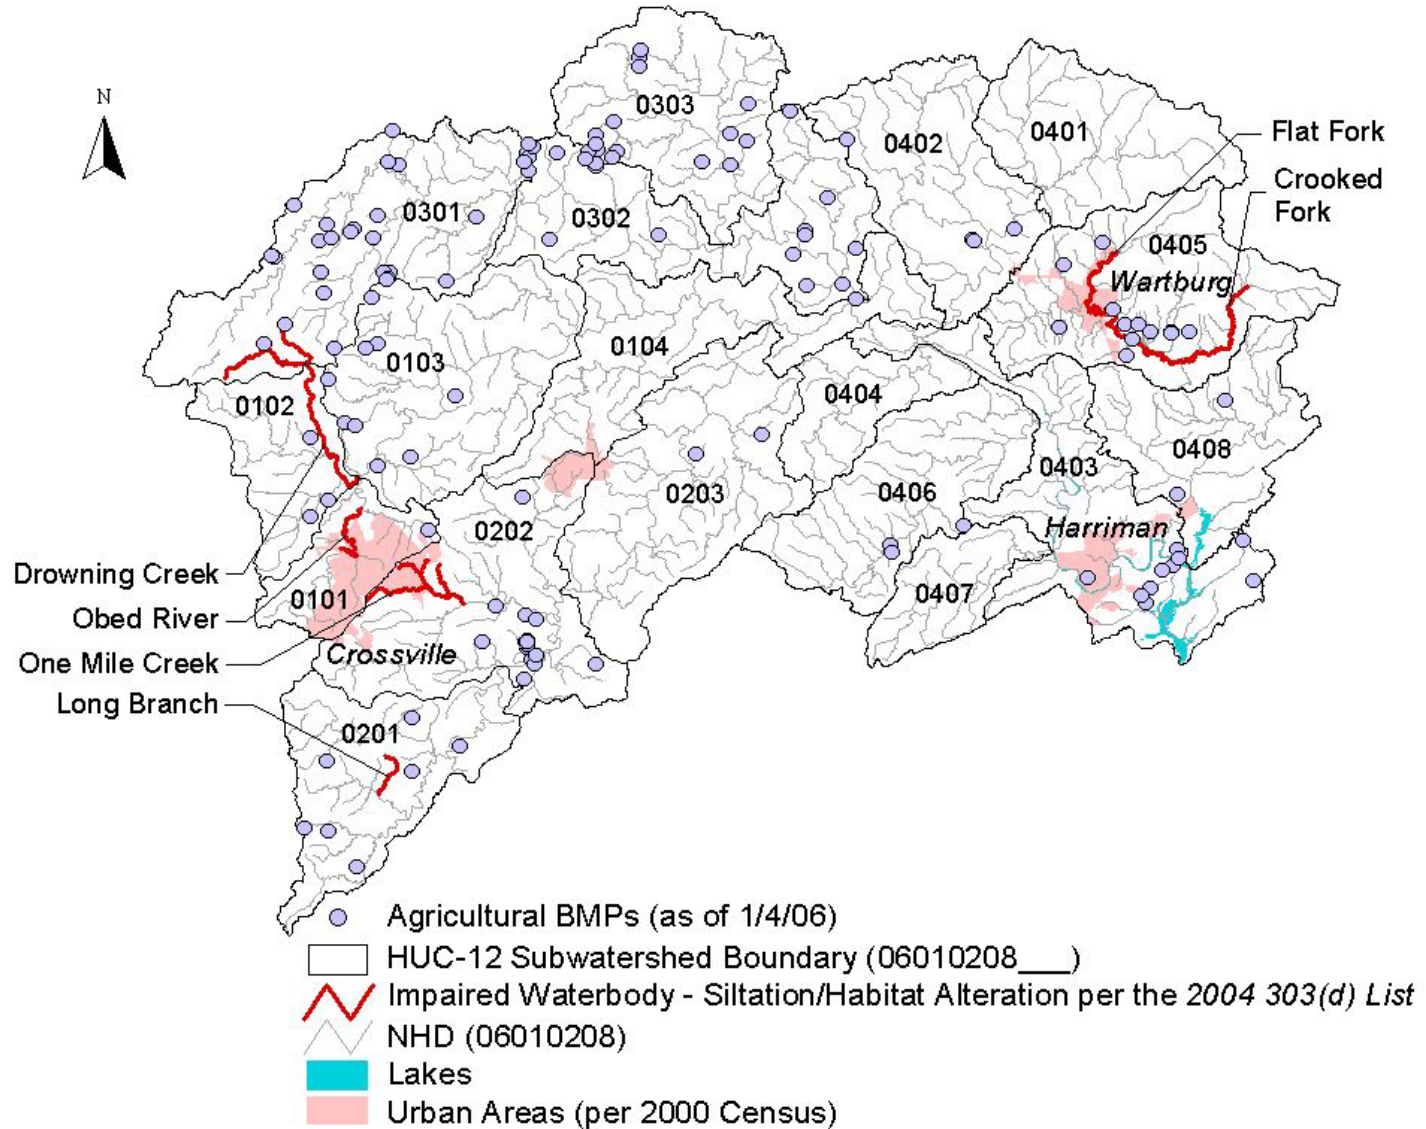 N
0303
0402
0401
Flat Fork
Crooked
Fork
0301
0302
0405
Wartburg
0103
0104
0102
0404
0408
0403
0203
0406
0202
Harriman
Drowning Creek
0101
0407
Obed River
One Mile Creek
Crossville
Long Branch
0201
Agricultural BMPs (as of 1/4/06)
HUC-12 Subwatershed Boundary (06010208___)
Impaired Waterbody - Siltation/Habitat Alteration per the 2004 303(d) List
NHD (06010208)
Lakes
Urban Areas (per 2000 Census)